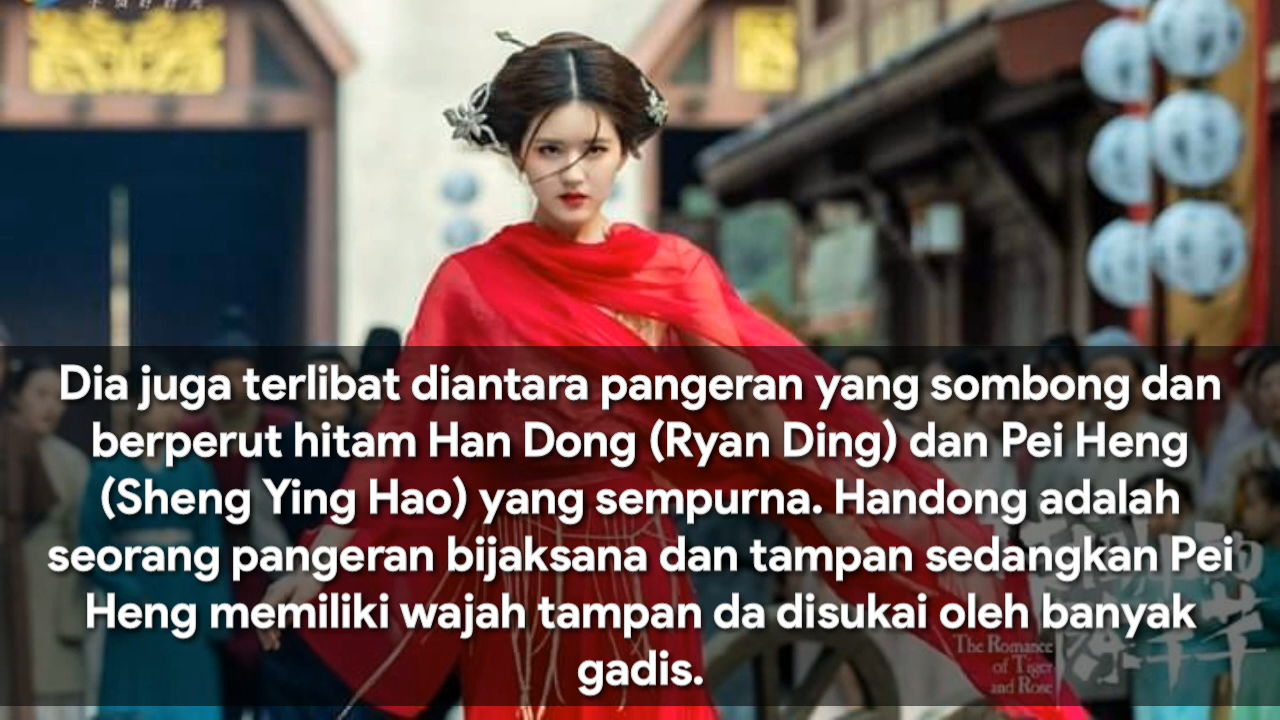 Dia juga terlibat diantara pangeran yang sombong dan
berperut hitam Han Dong (Ryan Ding) dan Pei Heng
(Sheng Ying Hao) yang sempurna. Handong adalah
seorang pangeran bijaksana dan tampan sedangkan Pei
Heng memiliki wajah tampan da disukai oleh banyak
gadis.
The Romance
of Tiger
and Rose